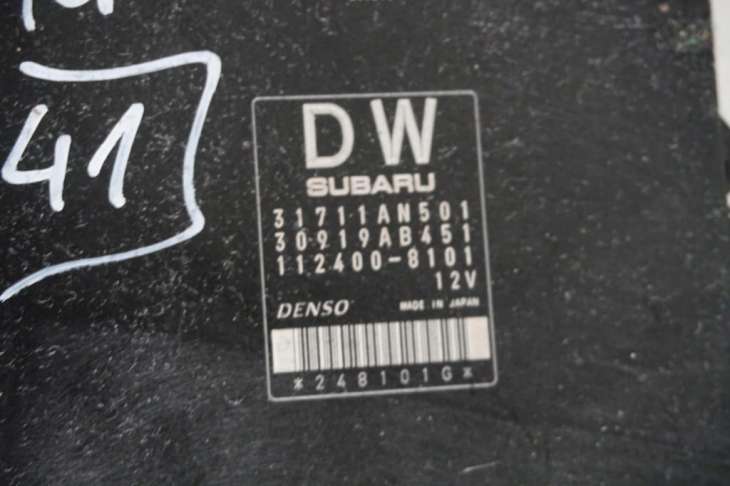 41
DW
SUBARU
31711AN501
30919AB451
112400-8101
12V
DENSO MADE IN JAPAN
*248101G*